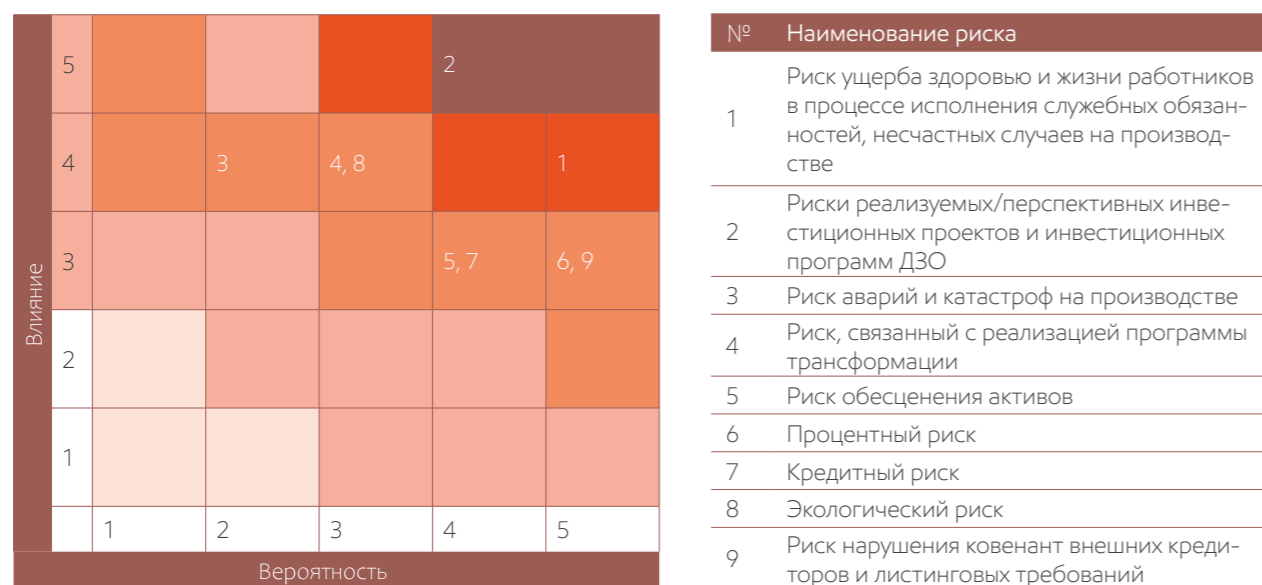 5
2
4
3
4, 8
1
Влияние
3
5, 7
6, 9
2
1
1
2
3
4
5
Вероятность
№ Наименование риска
1
Риск ущерба здоровью и жизни работников
в процессе исполнения служебных обязан-
ностей, несчастных случаев на производ-
стве
2
Риски реализуемых/перспективных инве-
стиционных проектов и инвестиционных
программ ДЗО
3 Риск аварий и катастроф на производстве
4
Риск, связанный с реализацией программы
трансформации
5 Риск обесценения активов
6 Процентный риск
7 Кредитный риск
8 Экологический риск
9
Риск нарушения ковенант внешних креди-
торов и листинговых требований